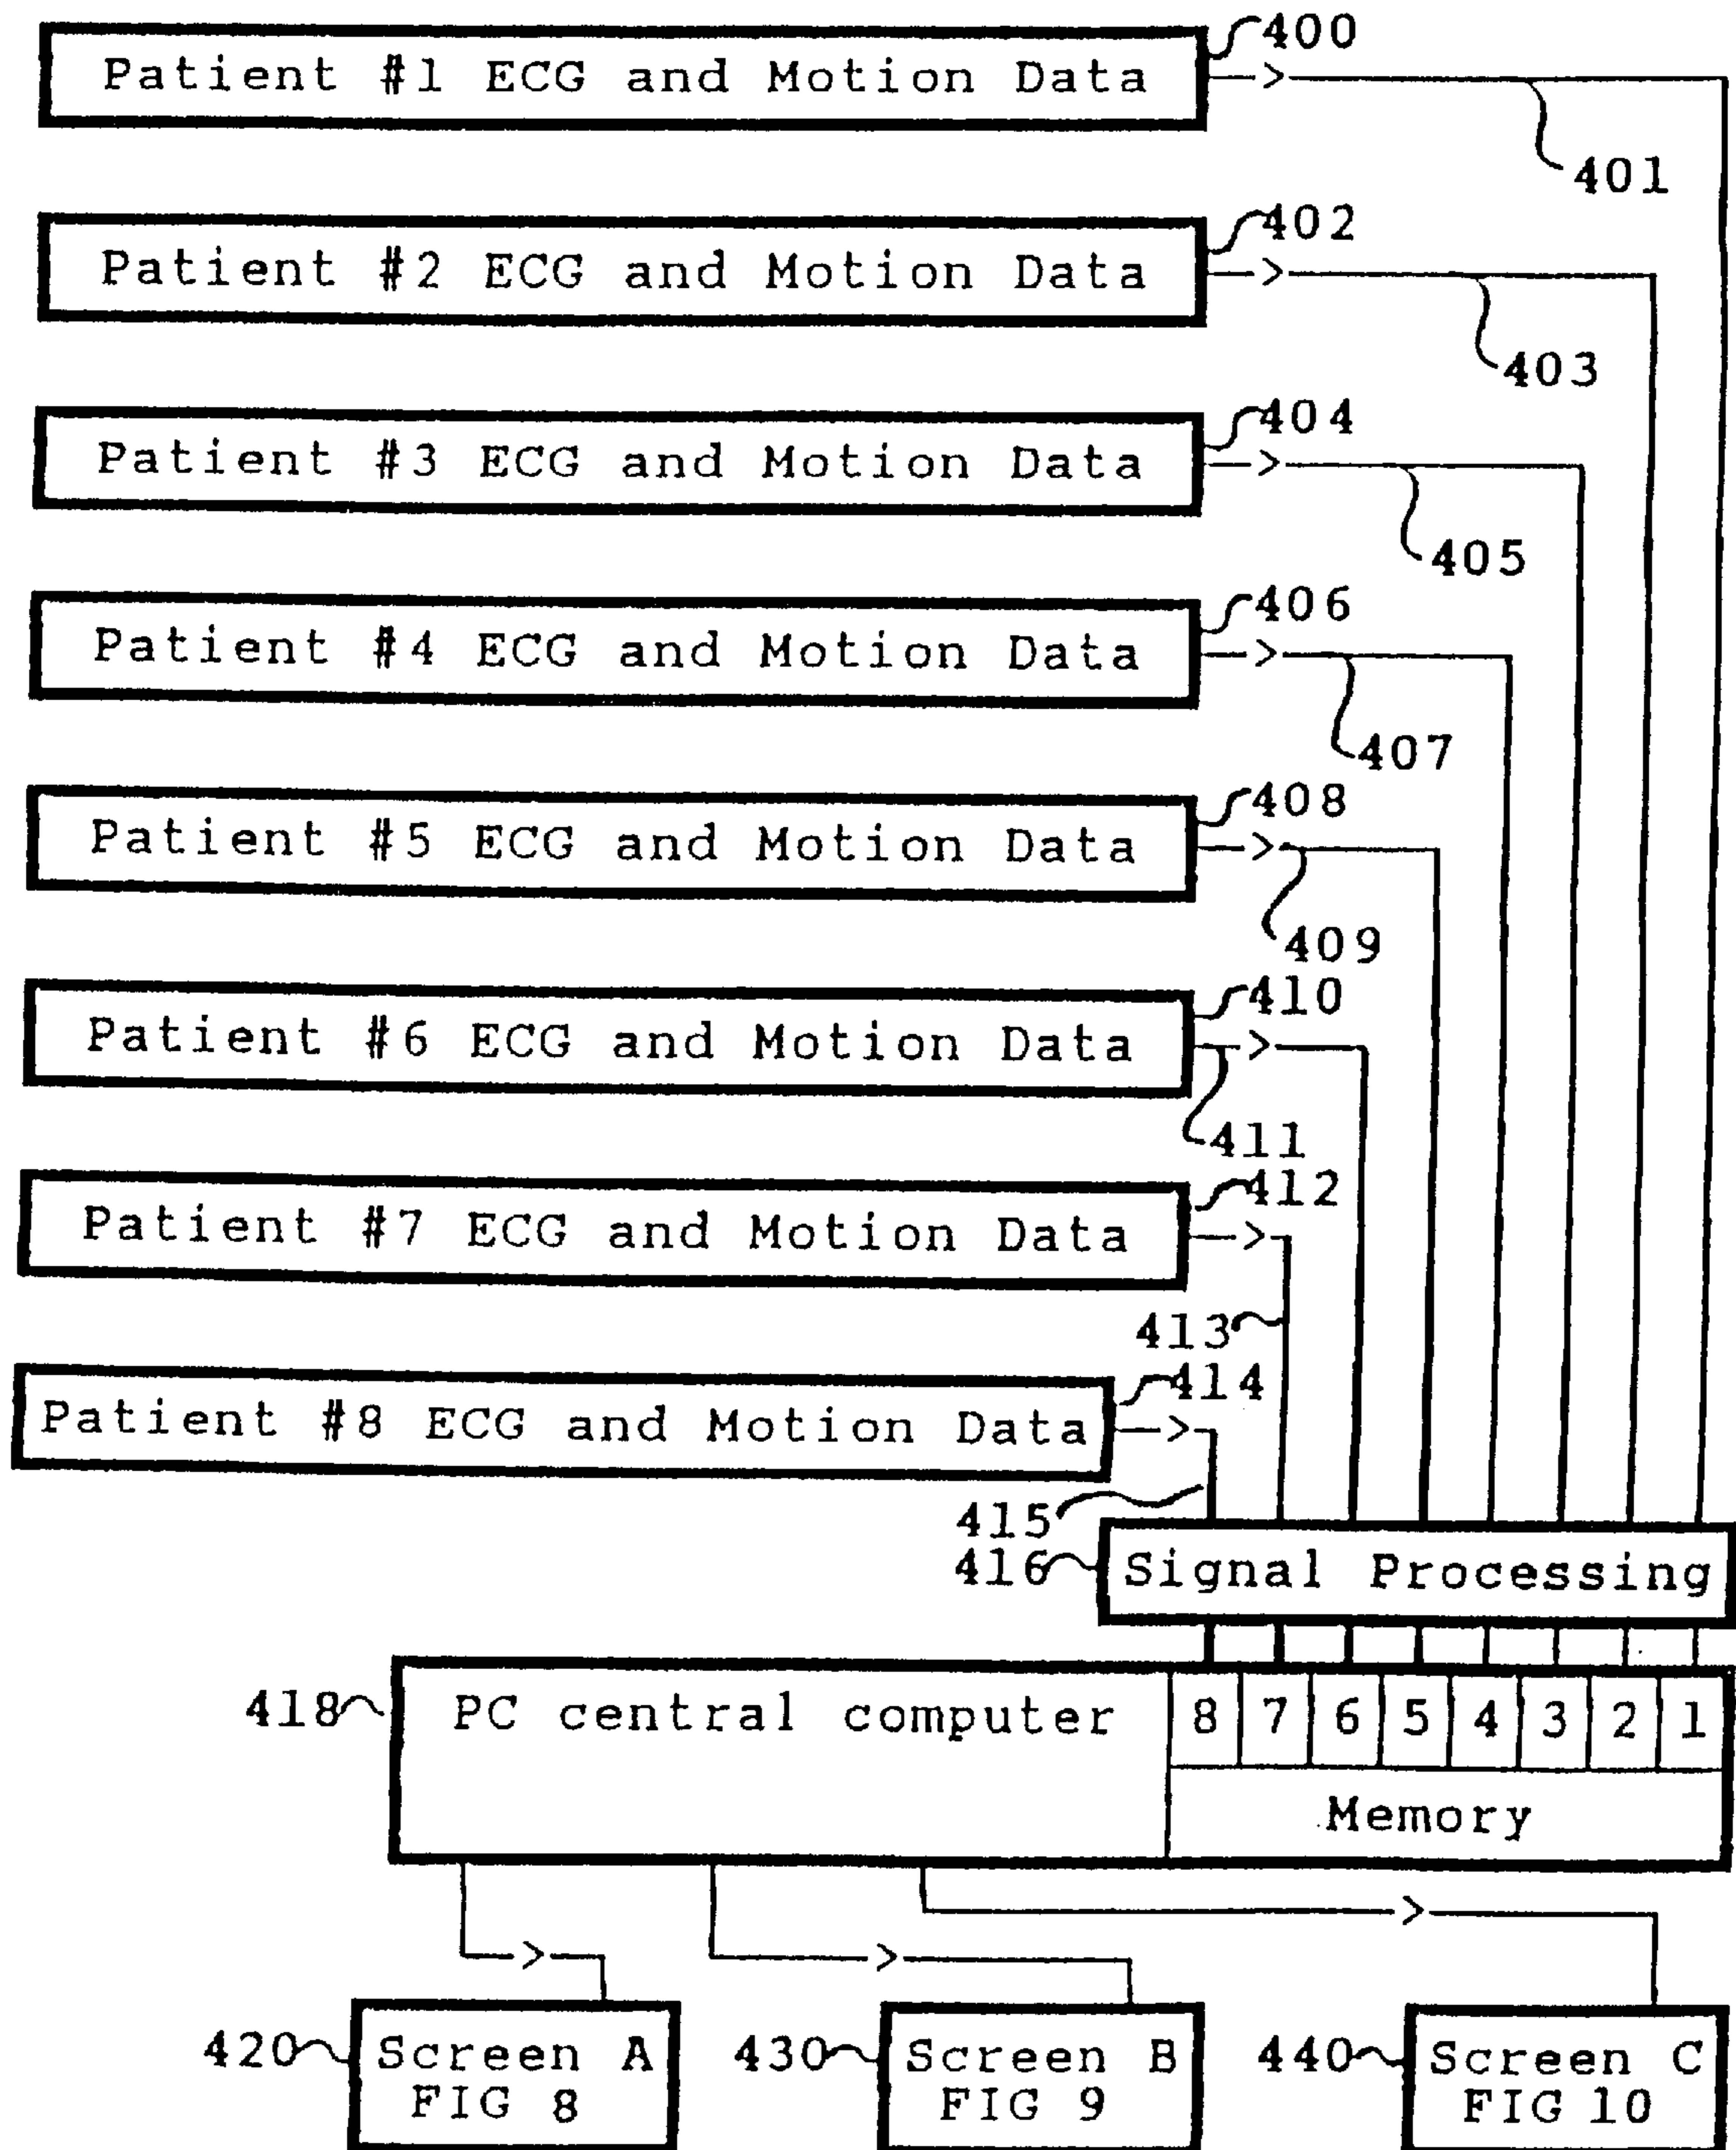 400
Patient #1 ECG and Motion Data
401
402
Patient #2 ECG and Motion Data
403
404
Patient #3 ECG and Motion Data
405
406
Patient #4 ECG and Motion Data
407
408
Patient #5 ECG and Motion Data
409
410
Patient #6 ECG and Motion Data
411
412
Patient #7 ECG and Motion Data
413
414
Patient #8 ECG and Motion Data
415
416 Signal Processing
418 PC central computer 8 7 6 5 4 3 2 1
Memory
420 Screen A 430 Screen B 440 Screen C
FIG 8 FIG 9 FIG 10